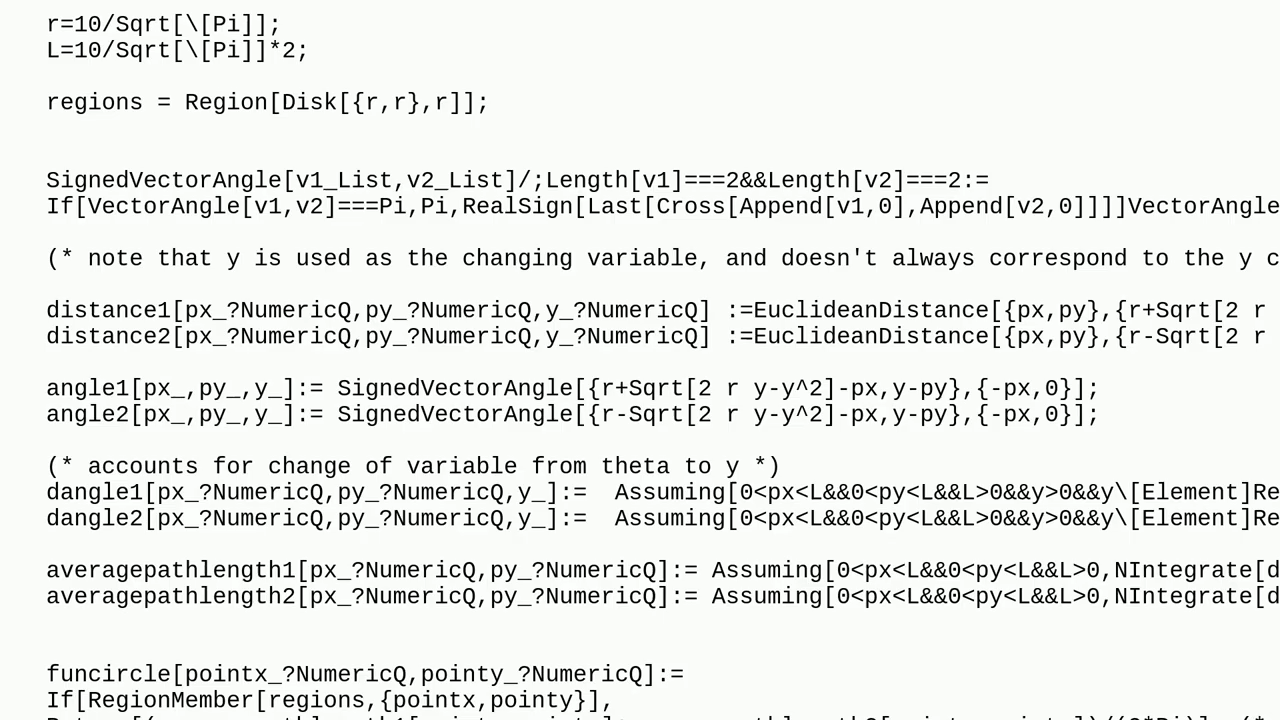 r=10/Sqrt[\[Pi]];
L=10/Sqrt[\[Pi]]*2;
regions = Region[Disk[{r,r},r]];
SignedVectorAngle[v1_List,v2_List]/;Length[v1]===2&&Length[v2]===2:=
If[VectorAngle[v1,v2]===Pi,Pi,RealSign[Last[Cross[Append[v1,0],Append[v2,0]]]]VectorAngle
(* note that y is used as the changing variable, and doesn't always correspond to the y c
distance1[px_?NumericQ,py_?NumericQ,y_?NumericQ] :=EuclideanDistance[{px,py},{r+Sqrt[2 r
distance2[px_?NumericQ,py_?NumericQ,y_?NumericQ] :=EuclideanDistance[{px,py},{r-Sqrt[2 r
angle1[px_,py_,y_]:= SignedVectorAngle[{r+Sqrt[2 r y-y^2]-px,y-py},{-px,0}];
angle2[px_,py_,y_]:= SignedVectorAngle[{r-Sqrt[2 r y-y^2]-px,y-py},{-px,0}];
(* accounts for change of variable from theta to y *)
dangle1[px_?NumericQ,py_?NumericQ,y_]:=  Assuming[0<px<L&&0<py<L&&L>0&&y>0&&y\[Element]Re
dangle2[px_?NumericQ,py_?NumericQ,y_]:=  Assuming[0<px<L&&0<py<L&&L>0&&y>0&&y\[Element]Re
averagepathlength1[px_?NumericQ,py_?NumericQ]:= Assuming[0<px<L&&0<py<L&&L>0,NIntegrate[d
averagepathlength2[px_?NumericQ,py_?NumericQ]:= Assuming[0<px<L&&0<py<L&&L>0,NIntegrate[d
funcircle[pointx_?NumericQ,pointy_?NumericQ]:=
If[RegionMember[regions,{pointx,pointy}],